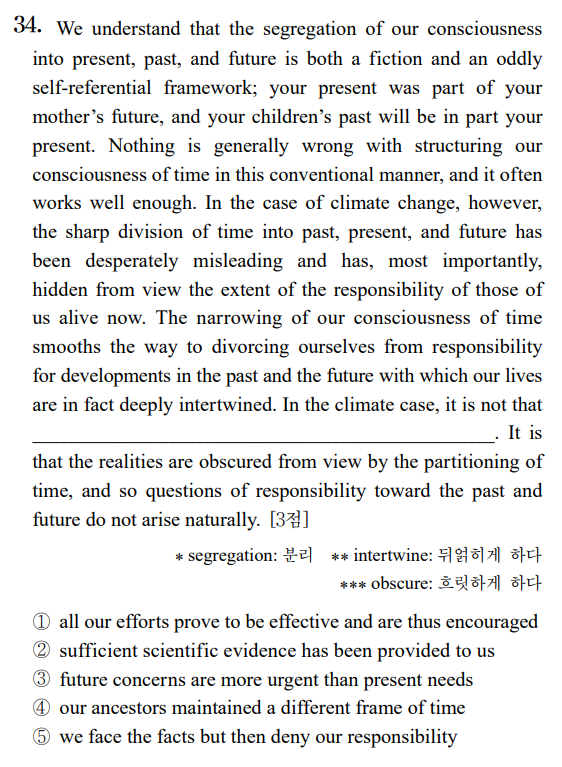 34. We understand that the segregation of our consciousness
into present, past, and future is both a fiction and an oddly
self-referential framework; your present was part of your
mother’s future, and your children’s past will be in part your
present. Nothing is generally wrong with structuring our
consciousness of time in this conventional manner, and it often
works well enough. In the case of climate change, however,
the sharp division of time into past, present, and future has
been desperately misleading and has, most importantly,
hidden from view the extent of the responsibility of those of
us alive now. The narrowing of our consciousness of time
smooths the way to divorcing ourselves from responsibility
for developments in the past and the future with which our lives
are in fact deeply intertwined. In the climate case, it is not that
______________________________________________. It is
that the realities are obscured from view by the partitioning of
time, and so questions of responsibility toward the past and
future do not arise naturally. [3점]
* segregation: 분리 ** intertwine: 뒤얽히게 하다
*** obscure: 흐릿하게 하다
① all our efforts prove to be effective and are thus encouraged
② sufficient scientific evidence has been provided to us
③ future concerns are more urgent than present needs
④ our ancestors maintained a different frame of time
⑤ we face the facts but then deny our responsibility